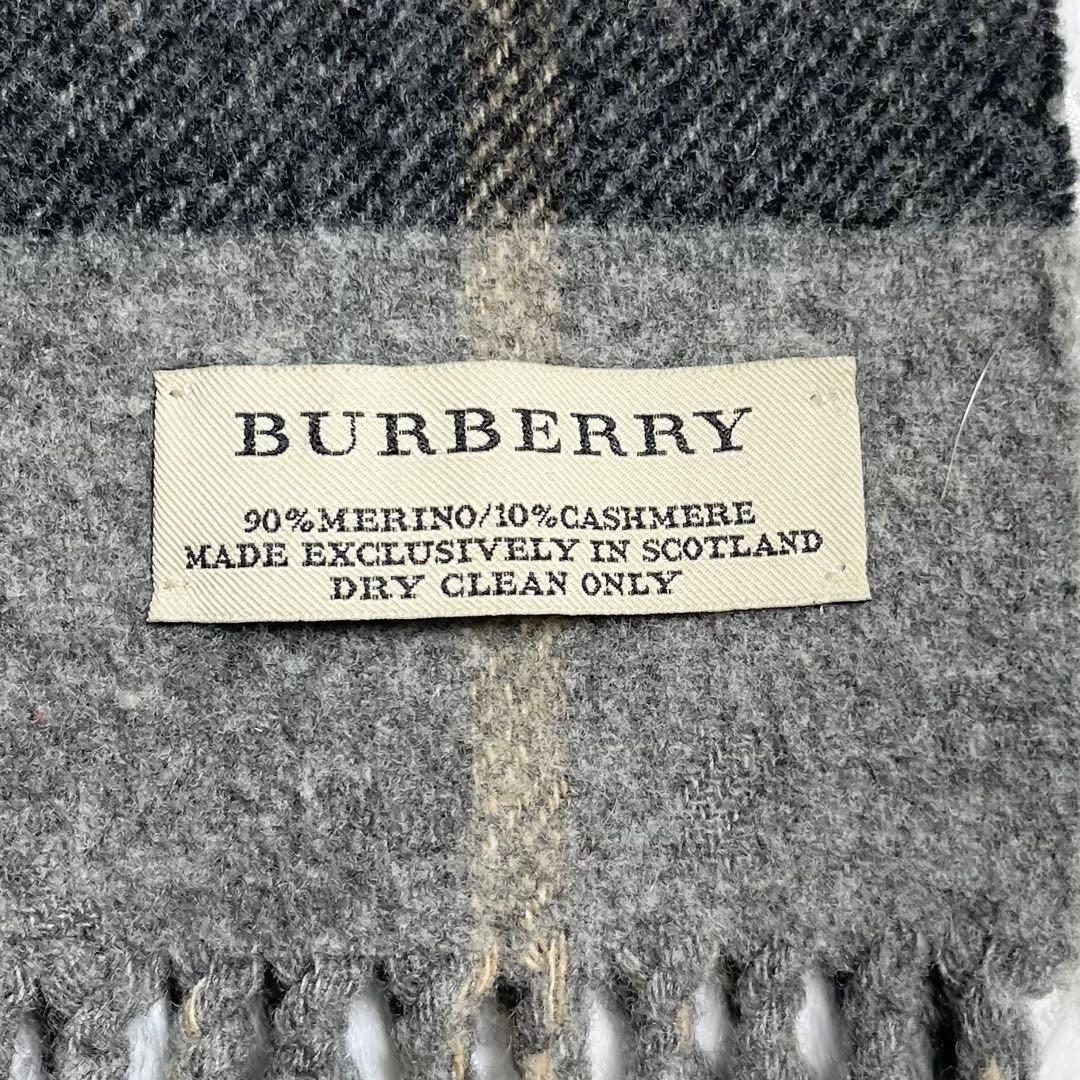 BURBERRY
90%MERINO/10%CASHMERE
MADE EXCLUSIVELY IN SCOTLAND
DRY CLEAN ONLY